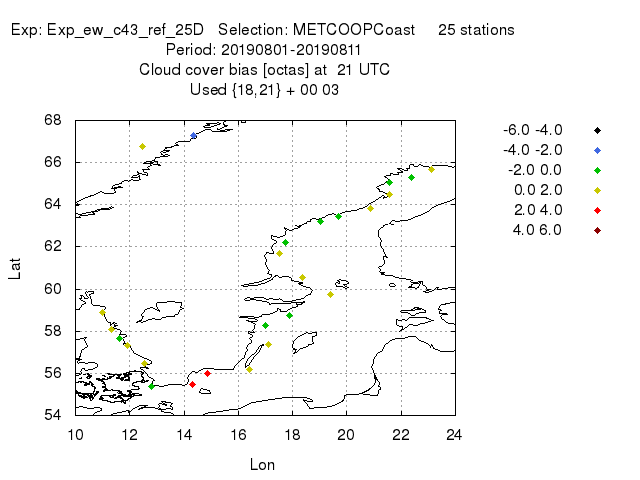 Exp: Exp_ew_c43_ref_25D Selection: METCOOPCoast 25 stations
Period: 20190801-20190811
Cloud cover bias [octas] at 21 UTC
Used {18,21} + 00 03
68
66
64
62
60
58
56
54
Lat
10 12 14 16 18 20 22 24
Lon
-6.0 -4.0
-4.0 -2.0
-2.0 0.0
0.0 2.0
2.0 4.0
4.0 6.0